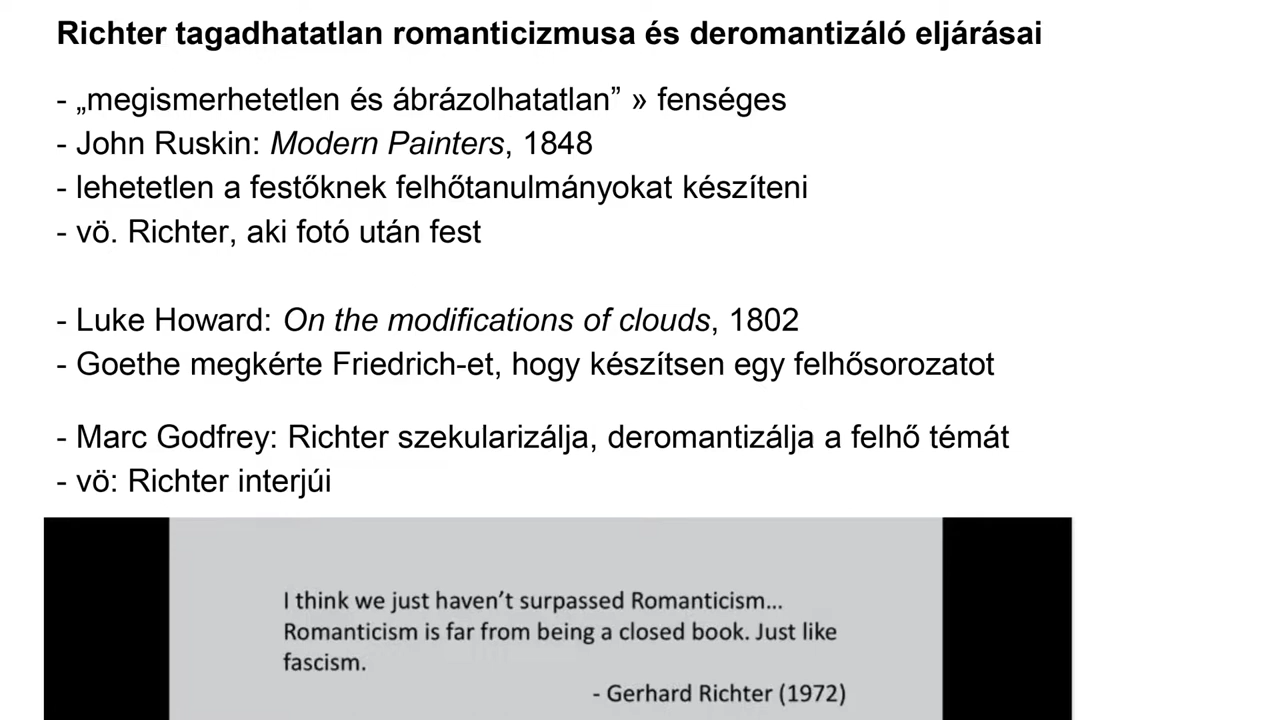 Richter tagadhatatlan romanticizmusa és deromantizáló eljárásai
- „megismerhetetlen és ábrázolhatatlan” » fenséges
- John Ruskin: Modern Painters, 1848
- lehetetlen a festőknek felhőtanulmányokat készíteni
- vö. Richter, aki fotó után fest
- Luke Howard: On the modifications of clouds, 1802
- Goethe megkérte Friedrich-et, hogy készítsen egy felhősorozatot
- Marc Godfrey: Richter szekularizálja, deromantizálja a felhő témát
- vö: Richter interjúi
I think we just haven't surpassed Romanticism...
Romanticism is far from being a closed book. Just like
fascism.
- Gerhard Richter (1972)